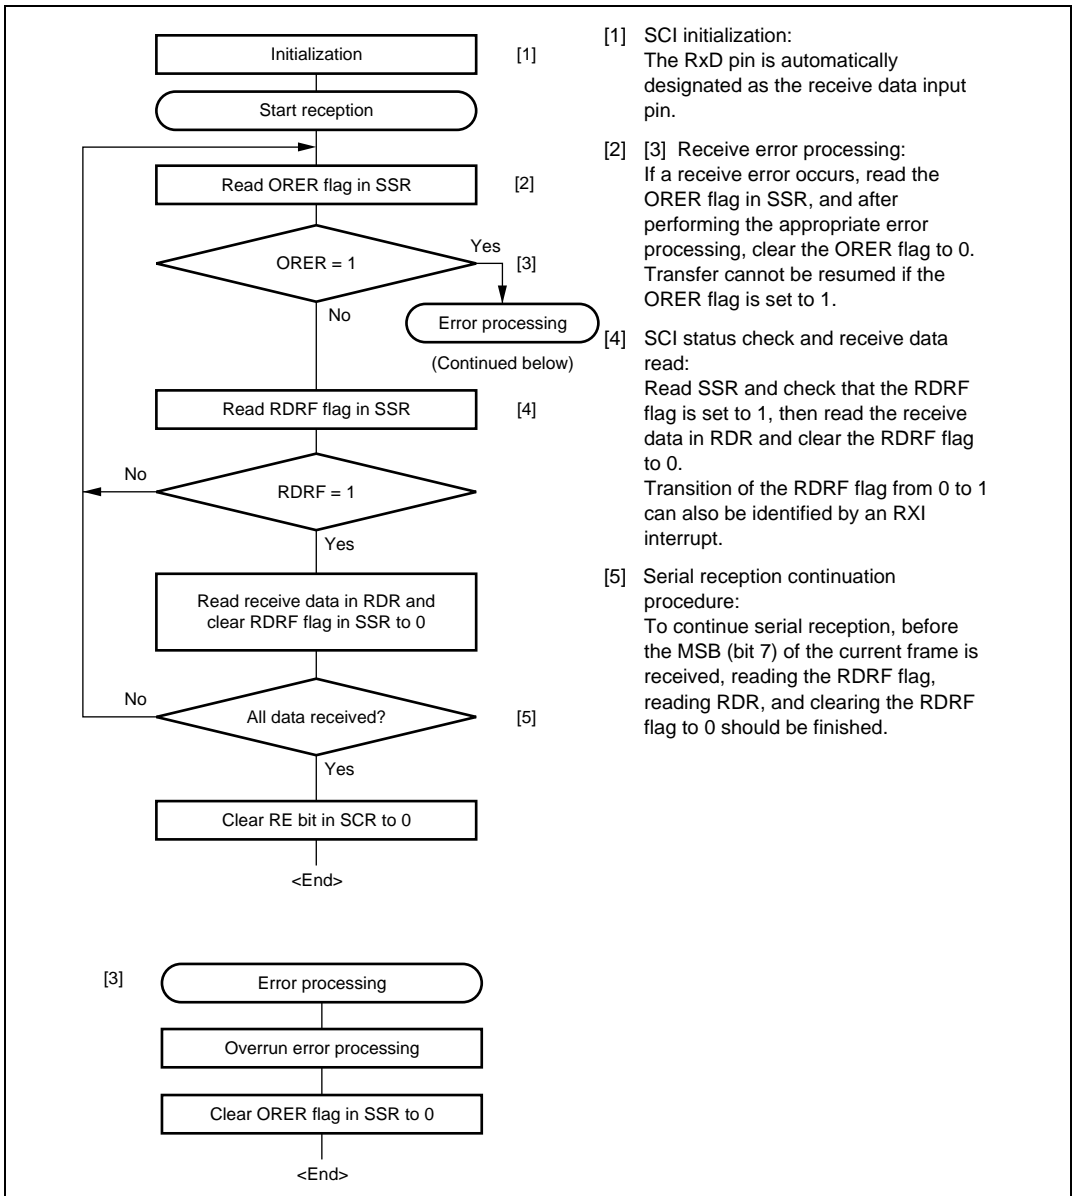 Initialization
[1]
Start reception
Read ORER flag in SSR
[2]
ORER = 1
Yes
[3]
No
Error processing
(Continued below)
Read RDRF flag in SSR
[4]
No
RDRF = 1
Yes
Read receive data in RDR and
clear RDRF flag in SSR to 0
No
All data received?
[5]
Yes
Clear RE bit in SCR to 0
<End>
[3]
Error processing
Overrun error processing
Clear ORER flag in SSR to 0
<End>
[1] SCI initialization:
The RxD pin is automatically
designated as the receive data input
pin.
[2] [3] Receive error processing:
If a receive error occurs, read the
ORER flag in SSR, and after
performing the appropriate error
processing, clear the ORER flag to 0.
Transfer cannot be resumed if the
ORER flag is set to 1.
[4] SCI status check and receive data
read:
Read SSR and check that the RDRF
flag is set to 1, then read the receive
data in RDR and clear the RDRF flag
to 0.
Transition of the RDRF flag from 0 to 1
can also be identified by an RXI
interrupt.
[5] Serial reception continuation
procedure:
To continue serial reception, before
the MSB (bit 7) of the current frame is
received, reading the RDRF flag,
reading RDR, and clearing the RDRF
flag to 0 should be finished.